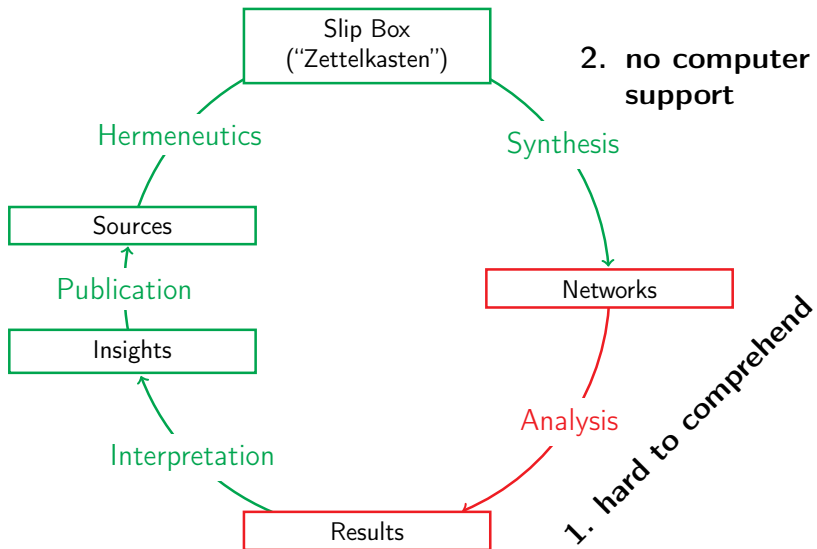 Slip Box
(“Zettelkasten”)
2. no computer
support
Hermeneutics
Synthesis
Sources
Publication
Networks
Insights
Analysis
1. hard to comprehend
Interpretation
Results